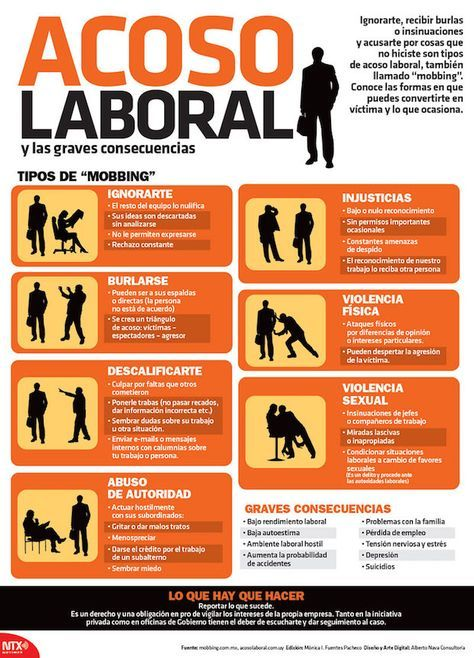 ACOSO
LABORAL
y las graves consecuencias
Ignorarte, recibir burlas
o insinuaciones
y acusarte por cosas que
no hiciste son tipos
de acoso laboral, también
llamado “mobbing”.
Conoce las formas en que
puedes convertirte en
víctima y lo que ocasiona.
TIPOS DE “MOBBING”
IGNORARTE
• El resto del equipo lo nulifica
• Sus ideas son descartadas
sin analizarse
• No le permiten expresarse
• Rechazo constante
BURLARSE
• Pueden ser a sus espaldas
o directas (la persona
no está de acuerdo)
• Se crea un triángulo
de acoso: víctimas –
espectadores – agresor
DESCALIFICARTE
• Culpar por faltas que otros
cometieron
• Ponerle trabas (no pasar recados,
dar información incorrecta etc.)
• Sembrar dudas sobre su trabajo
u otra situación.
• Enviar e-mails o mensajes
internos con calumnias sobre
tu trabajo o persona.
ABUSO
DE AUTORIDAD
• Actuar hostilmente
con sus subordinados:
• Gritar o dar malos tratos
• Menospreciar
• Darse el crédito por el trabajo
de un subalterno
• Sembrar miedo
INJUSTICIAS
• Bajo o nulo reconocimiento
• Sin permisos importantes
ocasionales
• Constantes amenazas
de despido
• El reconocimiento de nuestro
trabajo lo reciba otra persona
VIOLENCIA
FÍSICA
• Ataques físicos
por diferencias de opinión
o intereses particulares.
• Pueden despertar la agresión
de la víctima.
VIOLENCIA
SEXUAL
• Insinuaciones de jefes
o compañeros de trabajo
• Miradas lascivas
o inapropiadas
• Condicionar situaciones
laborales a cambio de favores
sexuales
(Es un delito y procede ante
las autoridades laborales)
GRAVES CONSECUENCIAS
• Bajo rendimiento laboral
• Baja autoestima
• Ambiente laboral hostil
• Aumenta la probabilidad
de accidentes
• Problemas con la familia
• Pérdida de empleo
• Tensión nerviosa y estrés
• Depresión
• Suicidios
LO QUE HAY QUE HACER
Reportar lo que sucede.
Es un derecho y una obligación en pro de vigilar los intereses de la propia empresa. Tanto en la iniciativa
privada como en oficinas de Gobierno tienen el deber de escucharte y dar seguimiento al caso.
NTX
Fuente: mobbing.com.mx, acosolaboral.com.uy Edición: Mónica I. Fuentes Pacheco Diseño y Arte Digital: Alberto Nava Consultoría